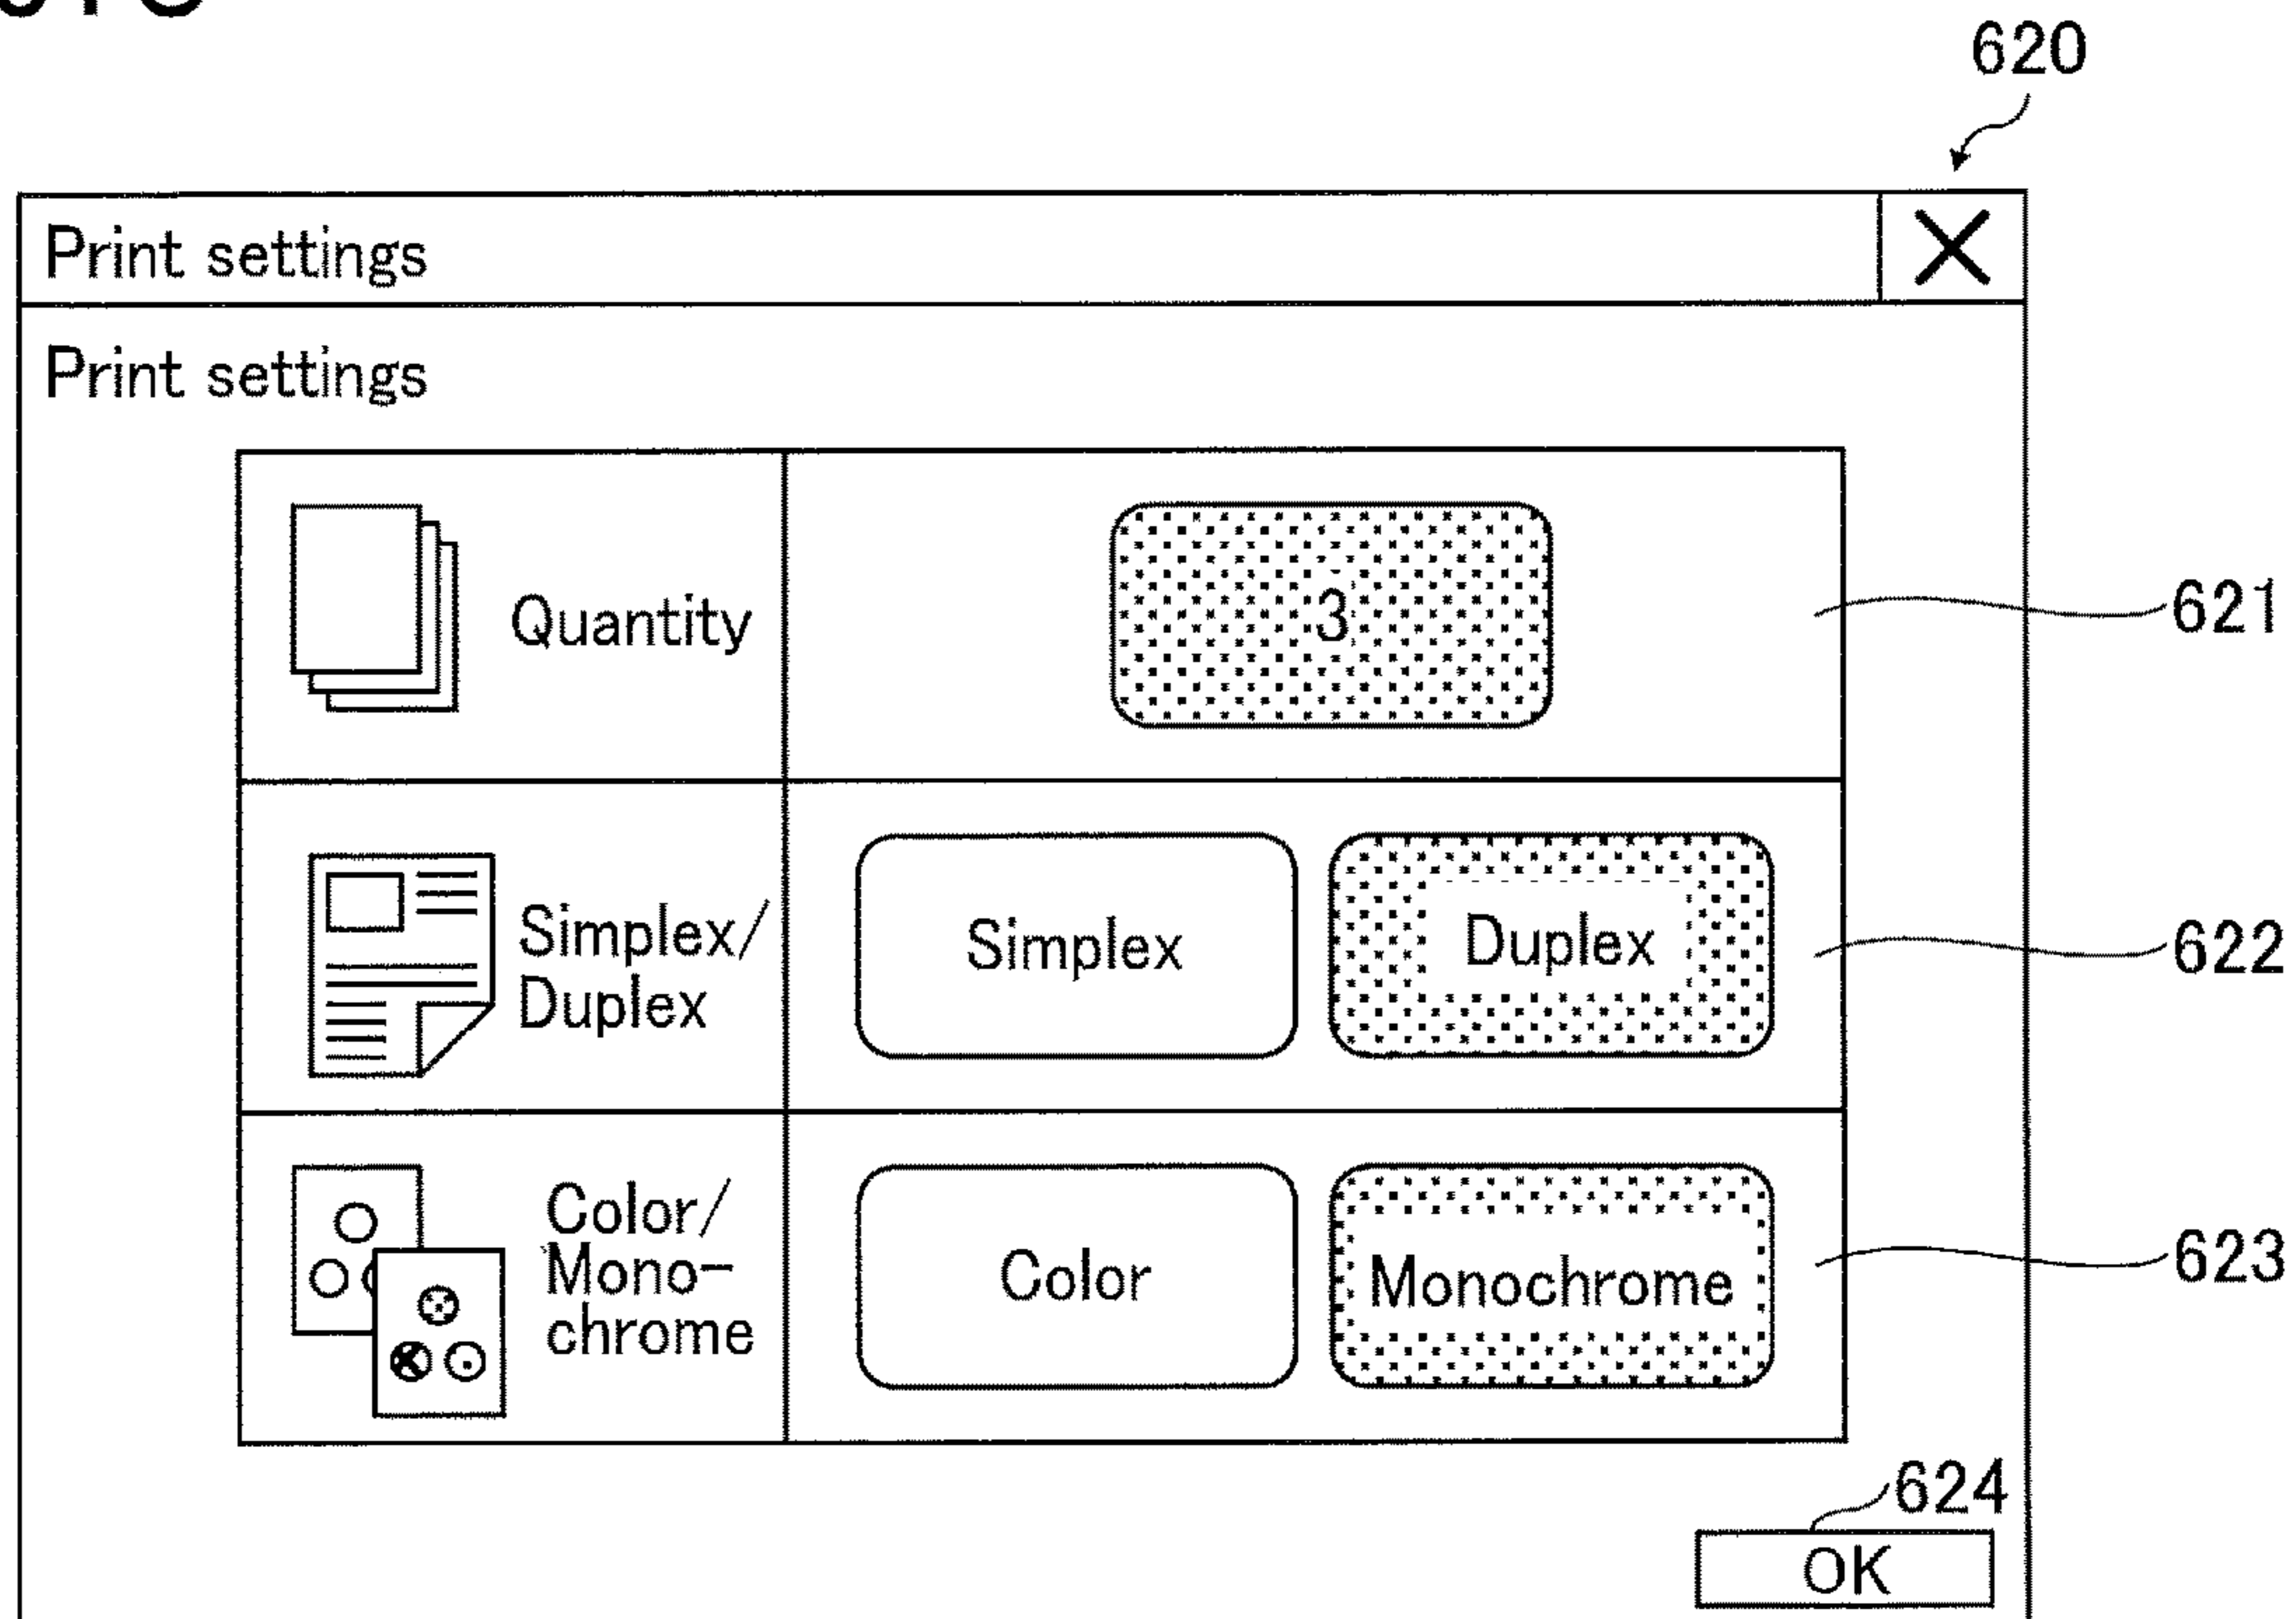 620
Print settings
Print settings
Quantity
3
621
Simplex/
Duplex
Simplex
Duplex
622
Color/
Mono-
chrome
Color
Monochrome
623
624
OK